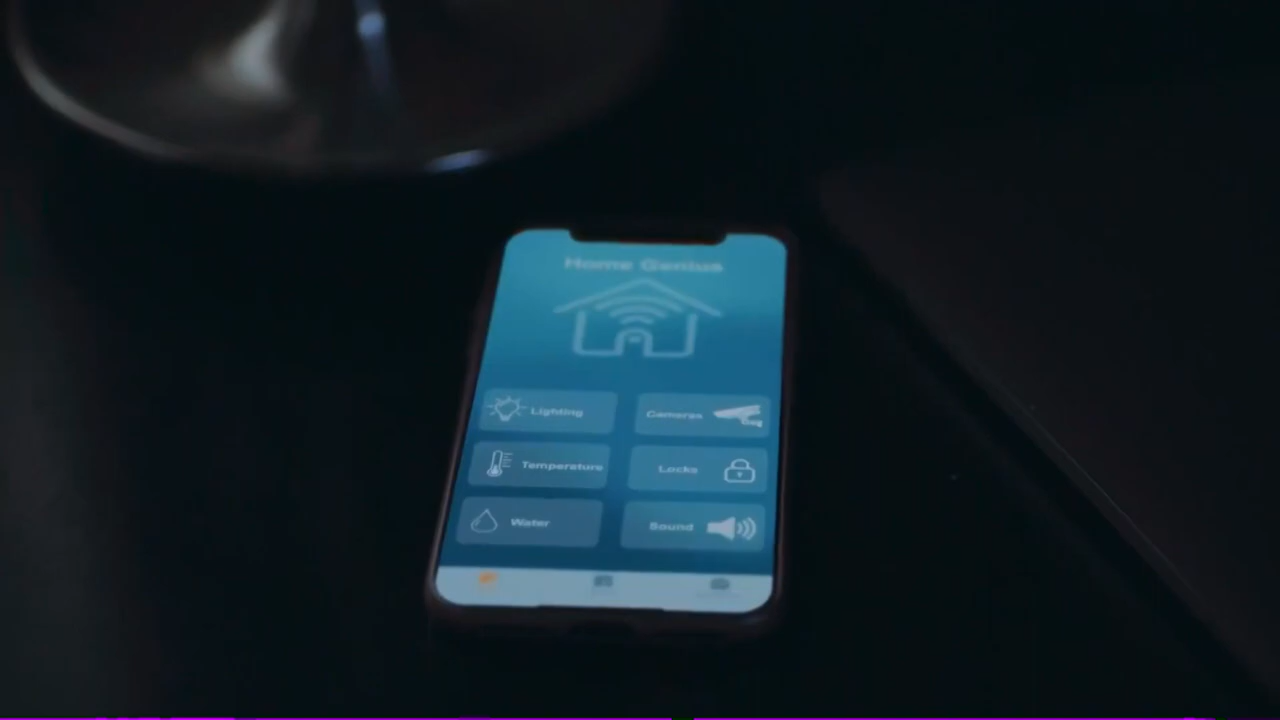 Home Genius
Lighting
Cameras
Temperature
Locks
Water
Sound